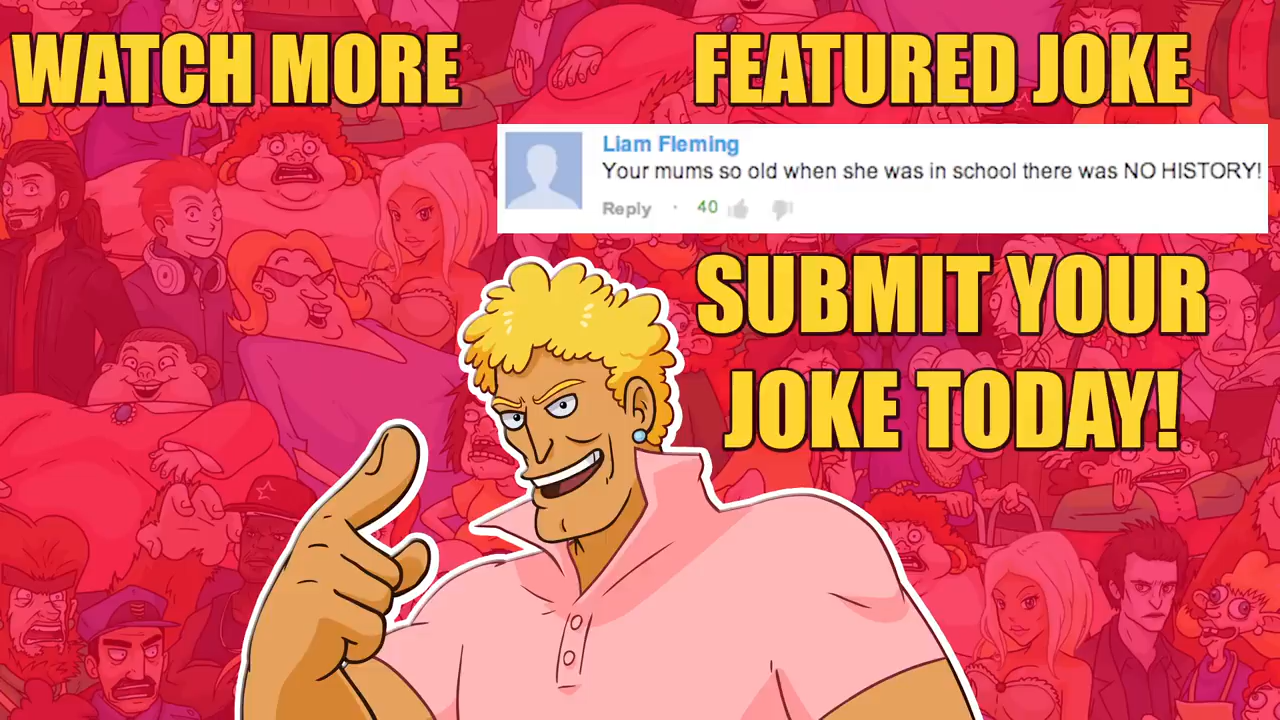 WATCH MORE
FEATURED JOKE
Liam Fleming
Your mums so old when she was in school there was NO HISTORY!
Reply · 40
SUBMIT YOUR
JOKE TODAY!